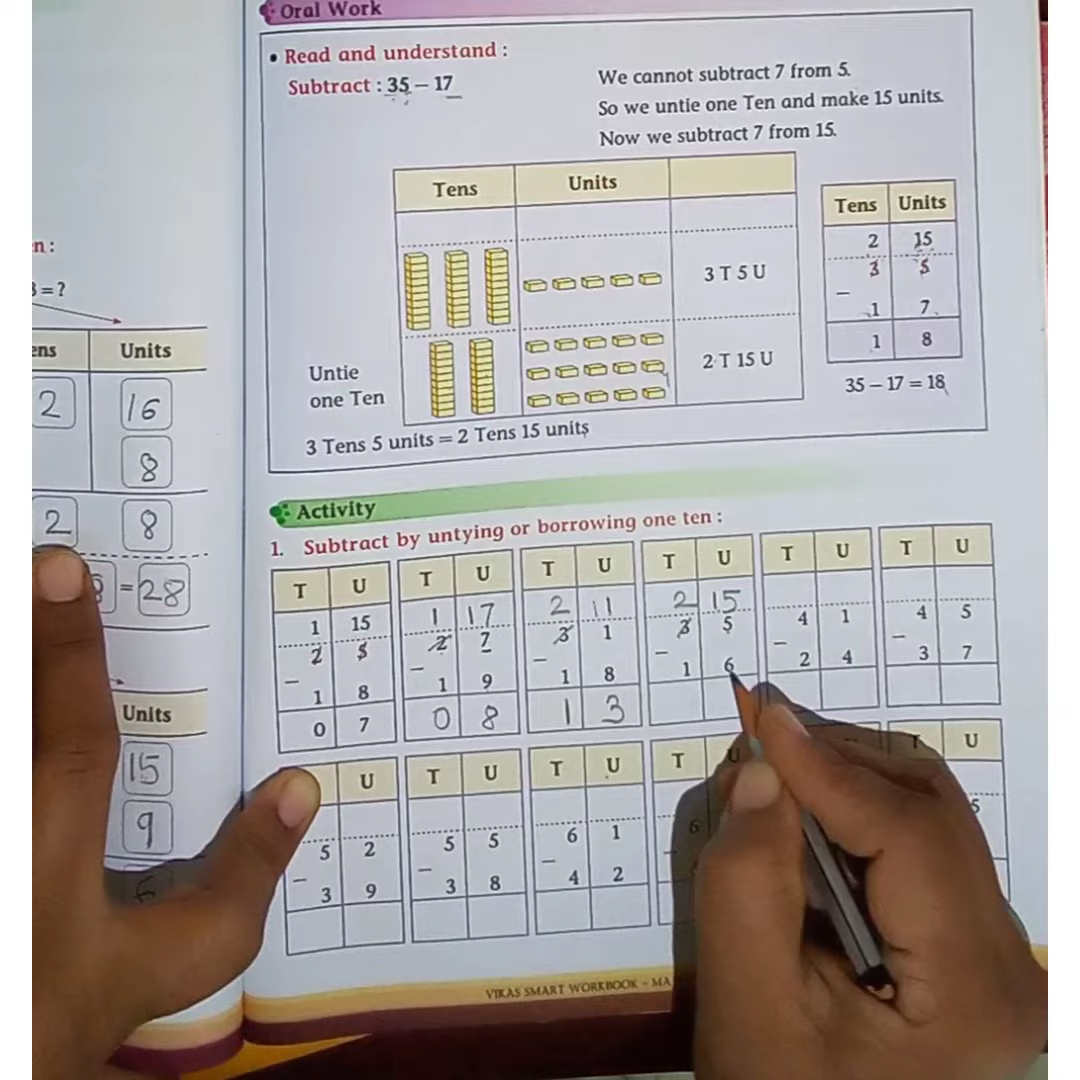 Oral Work
• Read and understand :
Subtract : 35 – 17
We cannot subtract 7 from 5.
So we untie one Ten and make 15 units.
Now we subtract 7 from 15.
Tens Units
3 T 5 U
Untie
one Ten
2 T 15 U
3 Tens 5 units = 2 Tens 15 units
Tens Units
2 15
3 5
– 1 7
1 8
35 – 17 = 18
= ?
Units
2 16
8
2 8
= 28
Units
15
9
Activity
1. Subtract by untying or borrowing one ten :
T U
1 15
2 5
– 1 8
0 7
T U
1 17
2 7
– 1 9
0 8
T U
2 11
3 1
– 1 8
1 3
T U
2 15
3 5
– 1 6
T U
4 1
– 2 4
T U
4 5
– 3 7
U
5 2
– 3 9
T U
5 5
– 3 8
T U
6 1
– 4 2
T U
6
–
T U
5
VIKAS SMART WORKBOOK - MA